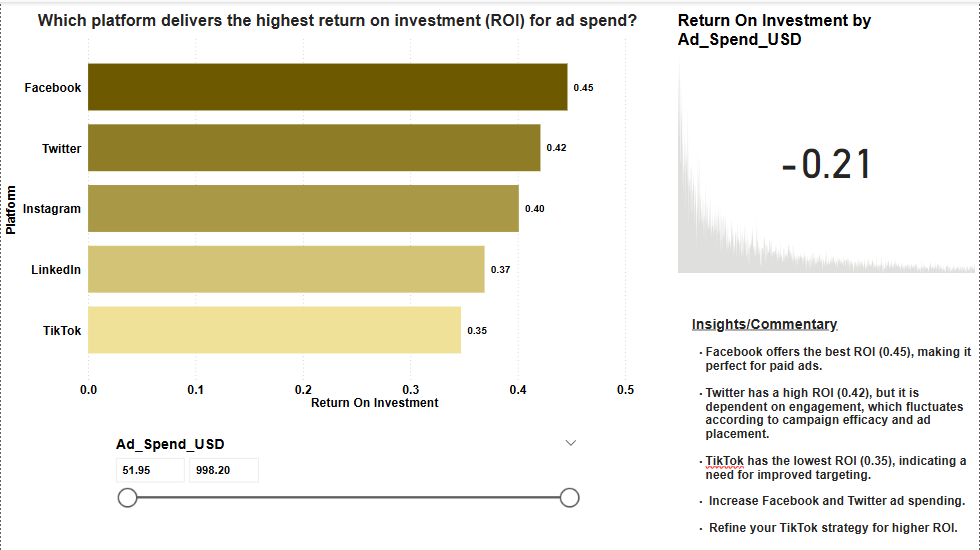 Which platform delivers the highest return on investment (ROI) for ad spend?
Platform
Facebook
0.45
Twitter
0.42
Instagram
0.40
LinkedIn
0.37
TikTok
0.35
0.0 0.1 0.2 0.3 0.4 0.5
Return On Investment
Ad_Spend_USD
51.95 998.20
Return On Investment by
Ad_Spend_USD
-0.21
Insights/Commentary
· Facebook offers the best ROI (0.45), making it
perfect for paid ads.
· Twitter has a high ROI (0.42), but it is
dependent on engagement, which fluctuates
according to campaign efficacy and ad
placement.
· TikTok has the lowest ROI (0.35), indicating a
need for improved targeting.
· Increase Facebook and Twitter ad spending.
· Refine your TikTok strategy for higher ROI.